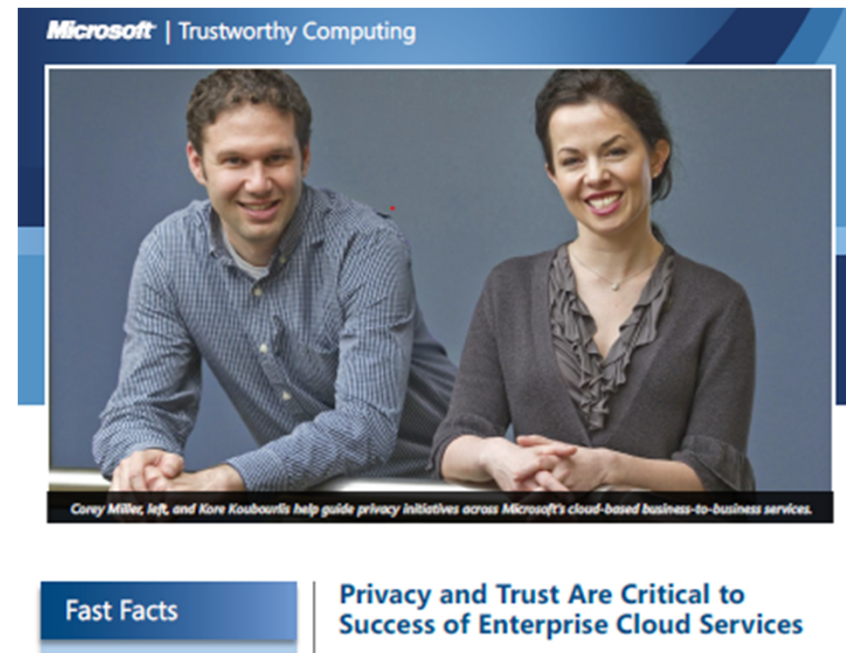 Microsoft | Trustworthy Computing
Corey Miller, left, and Kore Koubourlis help guide privacy initiatives across Microsoft's cloud-based business-to-business services.
Fast Facts
Privacy and Trust Are Critical to
Success of Enterprise Cloud Services